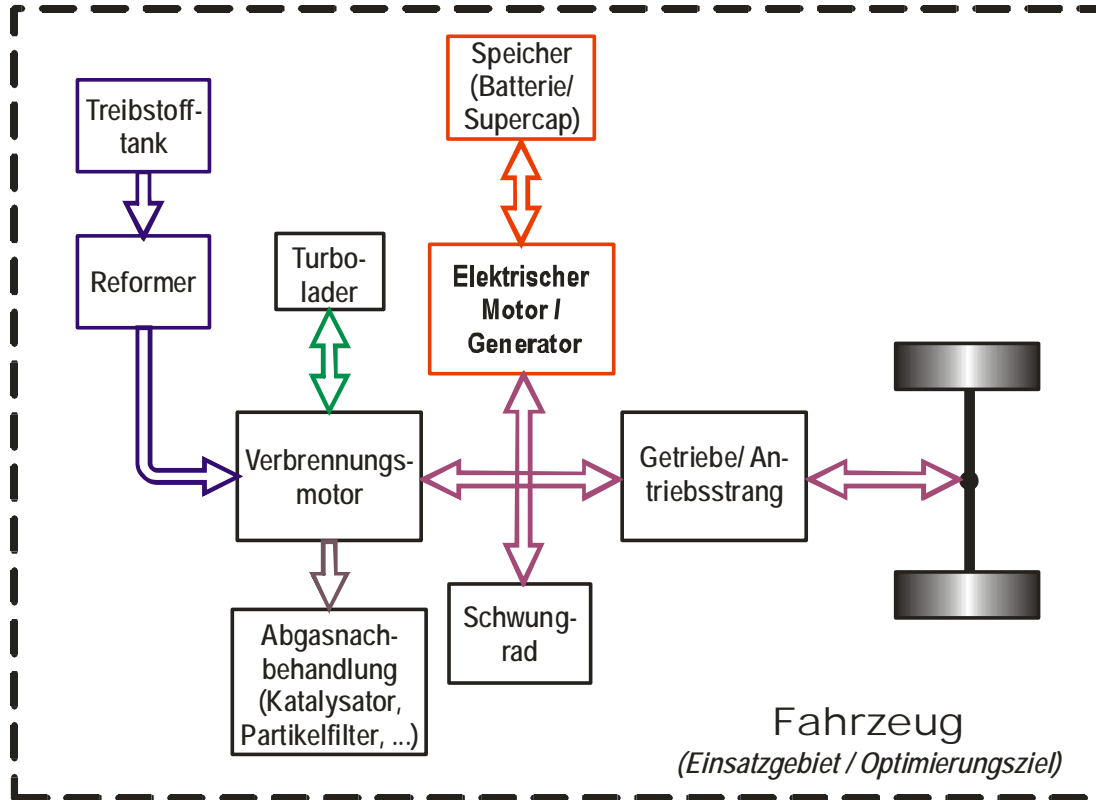 Speicher
(Batterie/
Supercap)
Treibstoff-
tank
Reformer
Turbo-
lader
Elektrischer
Motor /
Generator
Verbrennungs-
motor
Getriebe/ An-
triebsstrang
Abgasnach-
behandlung
(Katalysator,
Partikelfilter, ...)
Schwung-
rad
Fahrzeug
(Einsatzgebiet / Optimierungsziel)